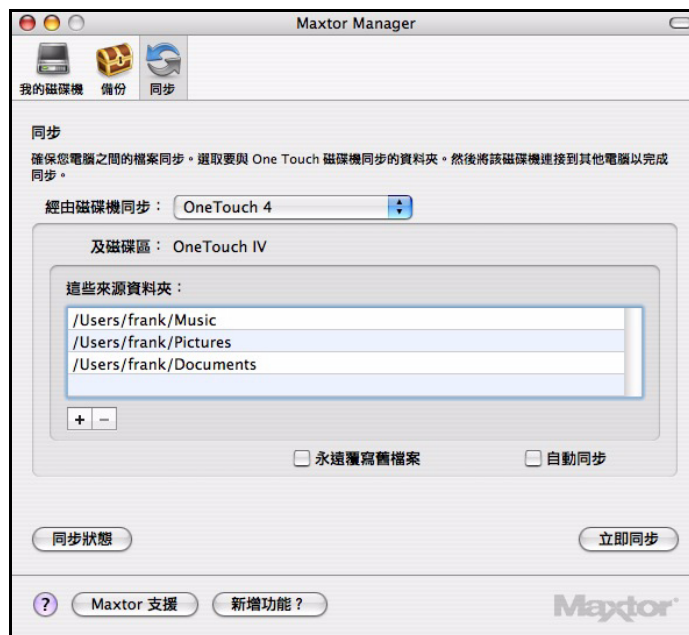 Maxtor Manager
我的磁碟機 備份 同步
同步
確保您電腦之間的檔案同步。選取要與 One Touch 磁碟機同步的資料夾。然後將該磁碟機連接到其他電腦以完成
同步。
經由磁碟機同步： OneTouch 4
及磁碟區： OneTouch IV
這些來源資料夾：
/Users/frank/Music
/Users/frank/Pictures
/Users/frank/Documents
+ −
永遠覆寫舊檔案 自動同步
同步狀態 立即同步
? Maxtor 支援 新增功能？ Maxtor